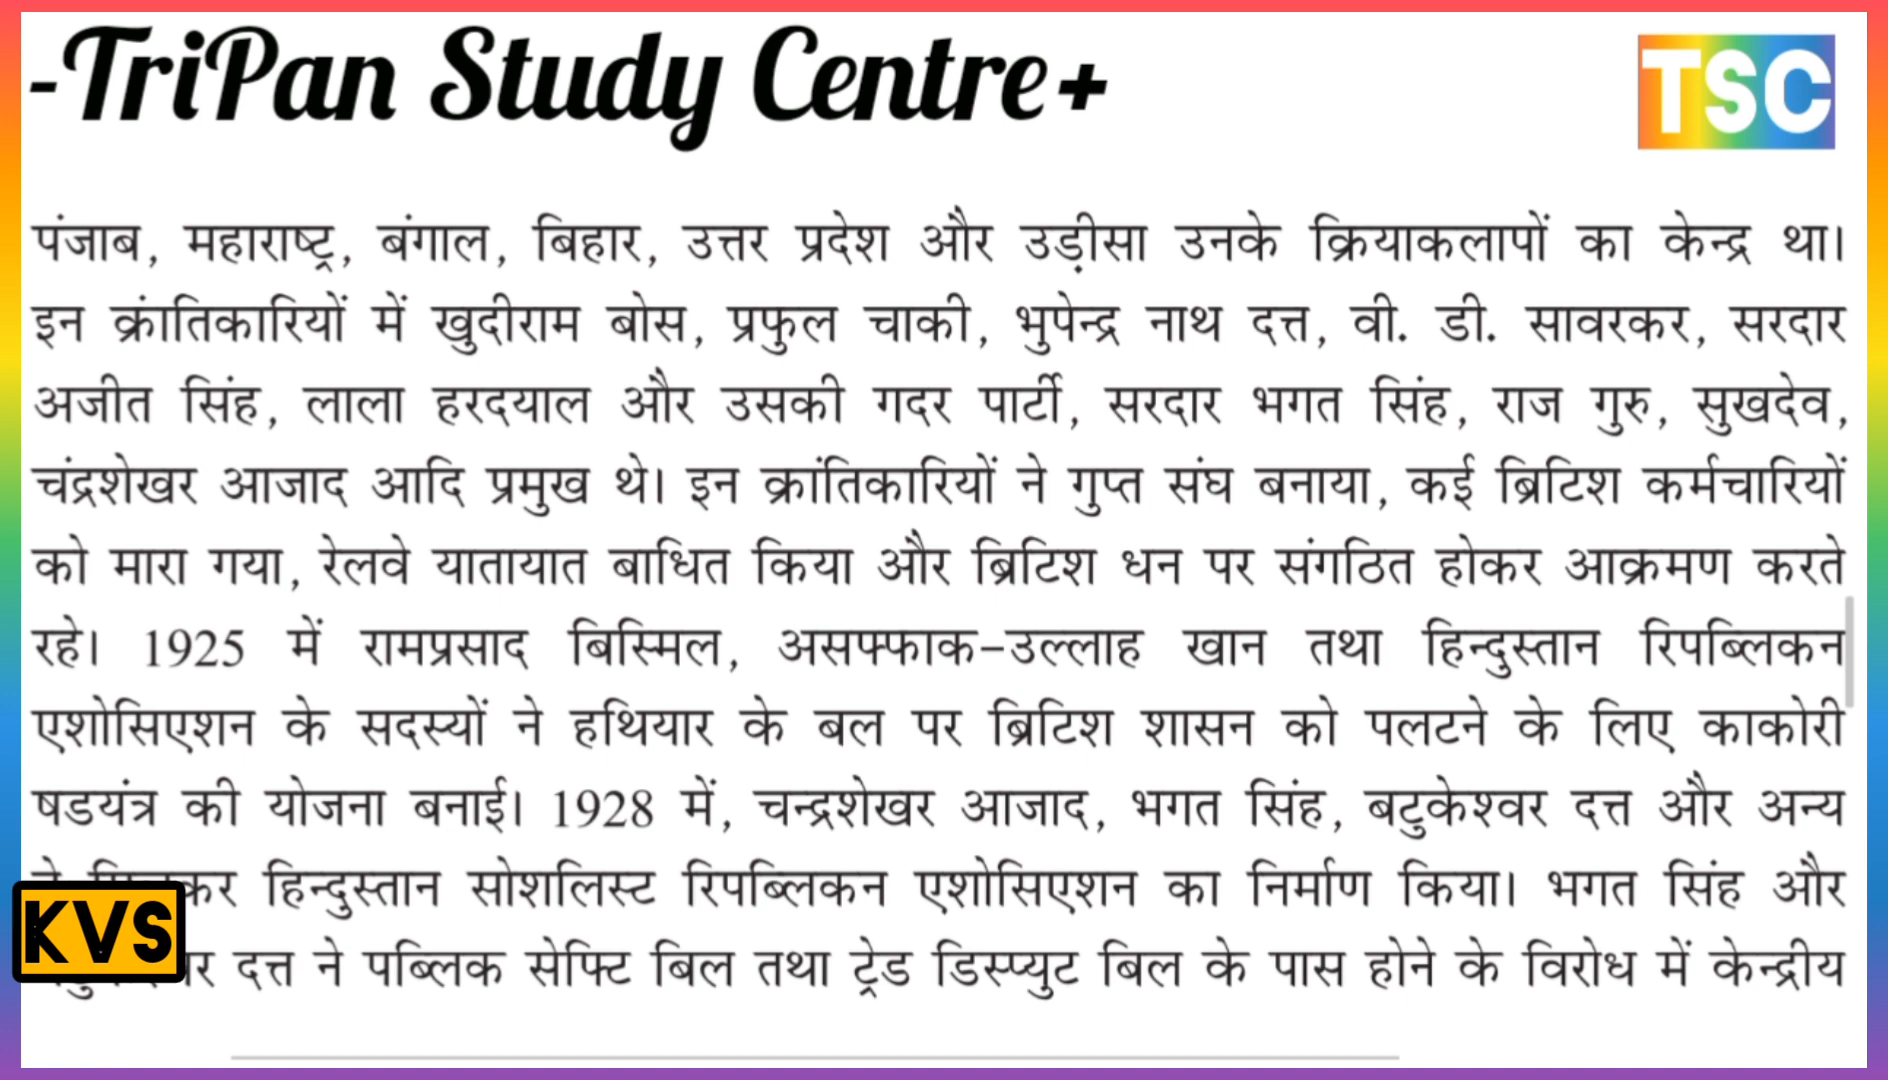 -TriPan Study Centre+
TSC
पंजाब, महाराष्ट्र, बंगाल, बिहार, उत्तर प्रदेश और उड़ीसा उनके क्रियाकलापों का केन्द्र था।
इन क्रांतिकारियों में खुदीराम बोस, प्रफुल चाकी, भुपेन्द्र नाथ दत्त, वी. डी. सावरकर, सरदार
अजीत सिंह, लाला हरदयाल और उसकी गदर पार्टी, सरदार भगत सिंह, राज गुरु, सुखदेव,
चंद्रशेखर आजाद आदि प्रमुख थे। इन क्रांतिकारियों ने गुप्त संघ बनाया, कई ब्रिटिश कर्मचारियों
को मारा गया, रेलवे यातायात बाधित किया और ब्रिटिश धन पर संगठित होकर आक्रमण करते
रहे। 1925 में रामप्रसाद बिस्मिल, असफ्फाक-उल्लाह खान तथा हिन्दुस्तान रिपब्लिकन
एशोसिएशन के सदस्यों ने हथियार के बल पर ब्रिटिश शासन को पलटने के लिए काकोरी
षडयंत्र की योजना बनाई। 1928 में, चन्द्रशेखर आजाद, भगत सिंह, बटुकेश्वर दत्त और अन्य
हिन्दुस्तान सोशलिस्ट रिपब्लिकन एशोसिएशन का निर्माण किया। भगत सिंह और
दत्त ने पब्लिक सेफ्टि बिल तथा ट्रेड डिस्प्युट बिल के पास होने के विरोध में केन्द्रीय
KVS